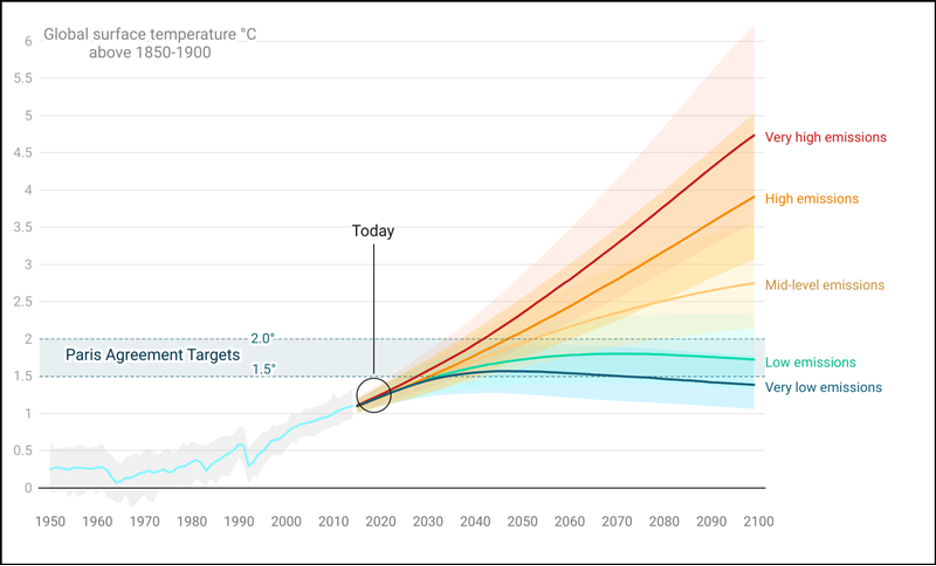 Global surface temperature °C
above 1850-1900
6
5.5
5
4.5
4
3.5
3
2.5
2
1.5
1
0.5
0
Today
2.0°
Paris Agreement Targets
1.5°
Very high emissions
High emissions
Mid-level emissions
Low emissions
Very low emissions
1950 1960 1970 1980 1990 2000 2010 2020 2030 2040 2050 2060 2070 2080 2090 2100